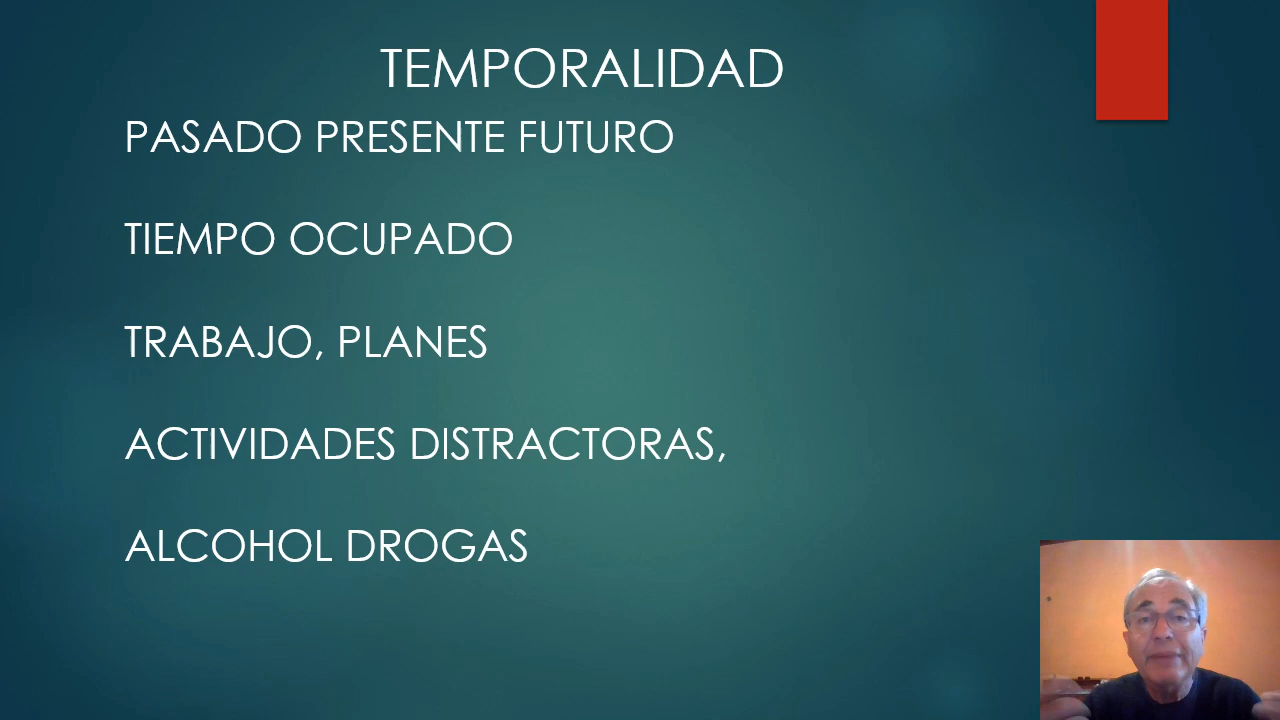 TEMPORALIDAD
PASADO PRESENTE FUTURO
TIEMPO OCUPADO
TRABAJO, PLANES
ACTIVIDADES DISTRACTORAS,
ALCOHOL DROGAS